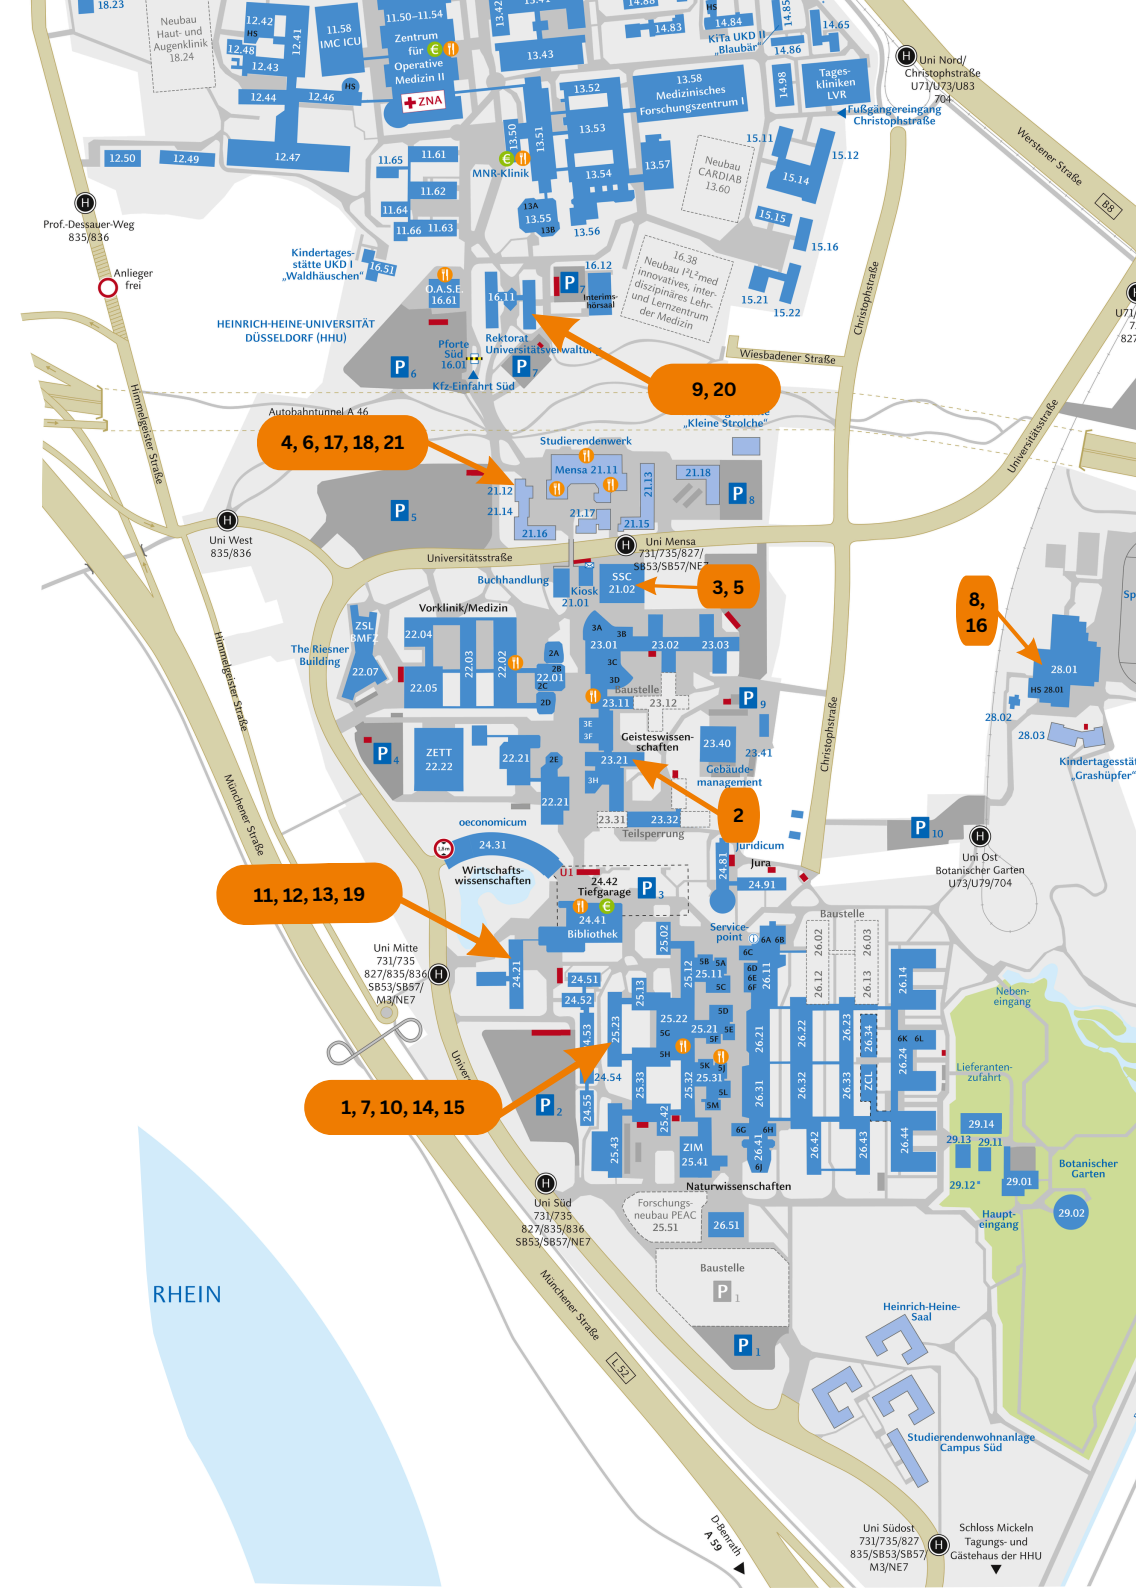 18.23
Neubau
Haut- und
Augenklinik
18.24
12.42
HS
12.48
12.43
12.41
11.58
IMC ICU
HS
12.44
12.46
12.50
12.49
12.47
11.50–11.54
Zentrum
für
Operative
Medizin II
€
ZNA
13.42
13.43
13.50
13.51
13.52
13.53
13.54
13.58
Medizinisches
Forschungszentrum I
13.57
14.83
HS
14.84
KiTa UKD II
„Blaubär“
14.85
14.86
14.65
14.98
Tages-
kliniken
LVR
H
Uni Nord/
Christophstraße
U71/U73/U83
704
Fußgängereingang
Christophstraße
Werstener Straße
B8
15.11
15.12
15.14
15.15
15.16
15.21
15.22
Neubau
CARDIAB
13.60
€
MNR-Klinik
11.65
11.61
11.62
11.64
11.66
11.63
13A
13.55
13B
13.56
H
Prof.-Dessauer-Weg
835/836
Anlieger
frei
Kindertages-
stätte UKD I
„Waldhäuschen“
16.51
O.A.S.E.
16.61
16.11
P 7
16.12
Interims-
hörsaal
16.38
Neubau I²L²med
innovatives, inter-
disziplinäres Lehr-
und Lernzentrum
der Medizin
HEINRICH-HEINE-UNIVERSITÄT
DÜSSELDORF (HHU)
Pforte
Süd
16.01
Rektorat
Universitätsverwaltung
P 6
P 7
Kfz-Einfahrt Süd
Wiesbadener Straße
Christophstraße
Himmelgeister Straße
9, 20
„Kleine Strolche“
Autobahntunnel A 46
4, 6, 17, 18, 21
Studierendenwerk
Mensa 21.11
21.12
21.14
21.16
21.17
21.13
21.15
21.18
P 8
P 5
Universitätsstraße
H
Uni West
835/836
Universitätsstraße
H
Uni Mensa
731/735/827/
SB53/SB57/NE7
Buchhandlung
Kiosk
21.01
SSC
21.02
3, 5
8,
16
28.01
HS 28.01
28.02
28.03
Kindertagesstät
„Grashüpfer“
Vorklinik/Medizin
ZSL
BMFZ
The Riesner
Building
22.07
22.04
22.03
22.02
22.05
2A
2B
22.01
2C
2D
3A
3B
23.01
3C
3D
23.02
23.03
Baustelle
23.11
23.12
P 9
3E
3F
Geisteswissen-
schaften
23.40
23.41
Gebäude-
management
P 4
ZETT
22.22
22.21
2E
22.21
23.21
3H
2
23.31
23.32
Teilsperrung
Himmelgeister Straße
Münchener Straße
Christophstraße
oeconomicum
24.31
Wirtschafts-
wissenschaften
U1
24.42
Tiefgarage
P 3
24.81
Juridicum
Jura
24.91
P 10
H
Uni Ost
Botanischer Garten
U73/U79/704
11, 12, 13, 19
€
24.41
Bibliothek
24.21
Uni Mitte
731/735
827/835/836
SB53/SB57/
M3/NE7
H
25.02
Service-
point
6A 6B
6C
6D
6E
6F
26.11
Baustelle
26.02
26.03
26.12
26.13
26.14
24.51
24.52
24.53
24.54
24.55
25.13
25.12
5B
5A
25.11
5C
5D
25.22
25.21
5E
5F
5G
5H
25.23
25.33
25.32
5K
5J
25.31
5L
5M
25.42
25.43
ZIM
25.41
26.21
26.22
26.23
26.34
26.24
6K 6L
26.31
26.32
26.33
ZCL
6G
6H
26.41
6J
26.42
26.43
26.44
Naturwissenschaften
1, 7, 10, 14, 15
P 2
Neben-
eingang
Lieferanten-
zufahrt
29.14
29.13
29.11
29.12*
29.01
Botanischer
Garten
29.02
Haupt-
eingang
H
Uni Süd
731/735
827/835/836
SB53/SB57/NE7
Forschungs-
neubau PEAC
25.51
26.51
Baustelle
P 1
P 1
RHEIN
Münchener Straße
L 52
Heinrich-Heine-
Saal
Studierendenwohnanlage
Campus Süd
D-Benrath
A 59
Uni Südost
731/735/827
835/SB53/SB57/
M3/NE7
H
Schloss Mickeln
Tagungs- und
Gästehaus der HHU